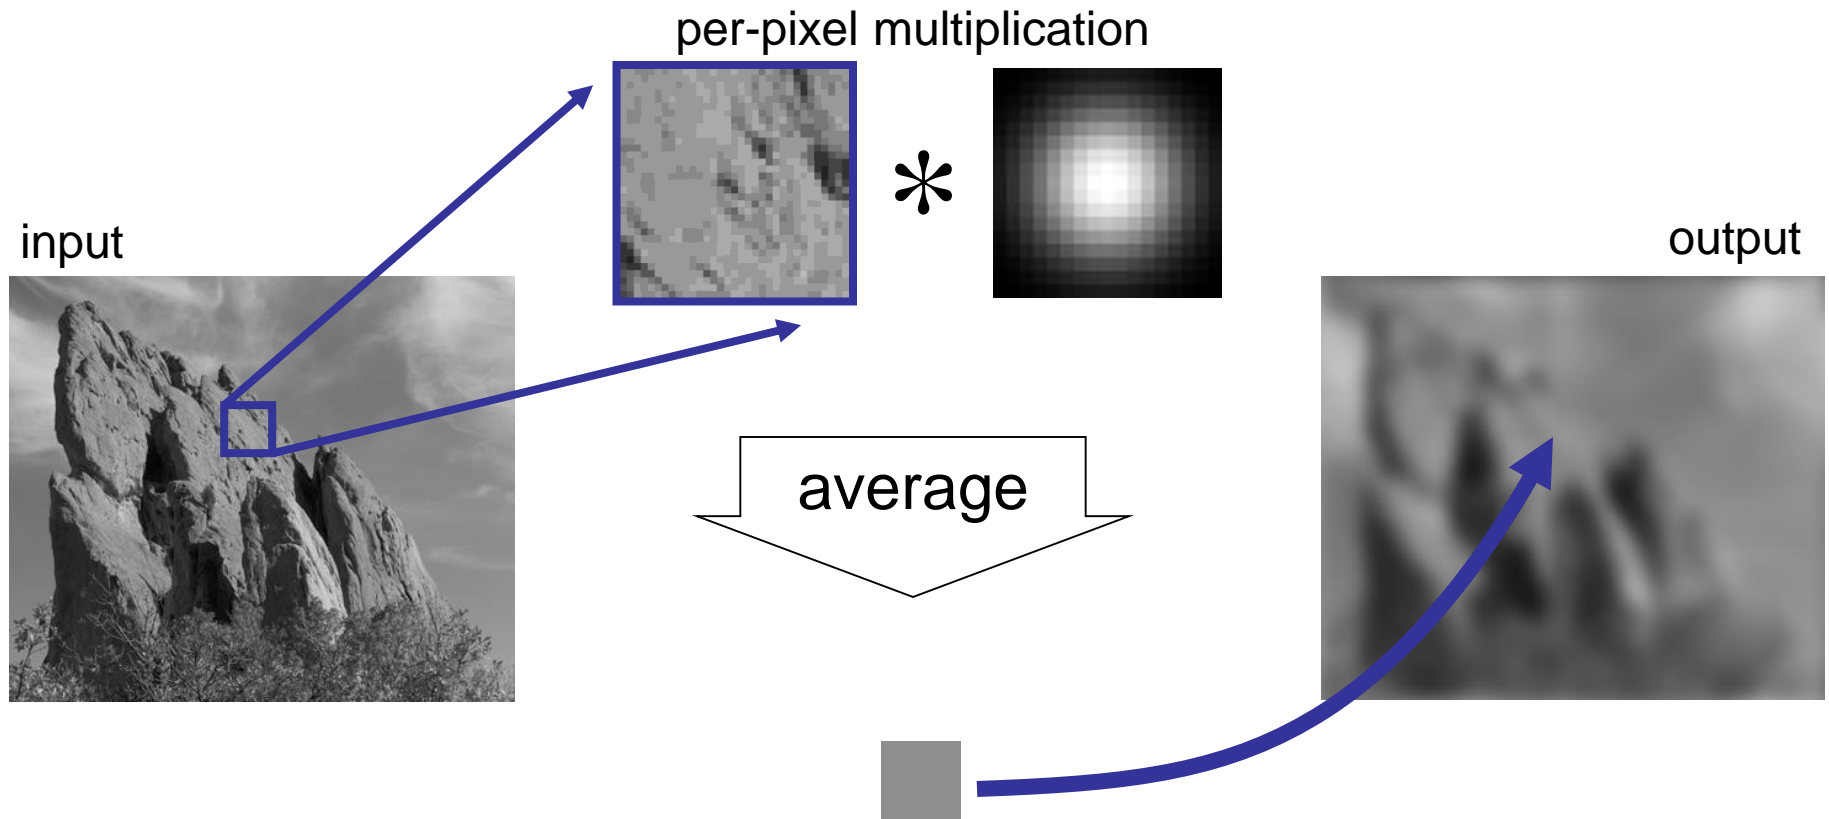 per-pixel multiplication
*
input
output
average